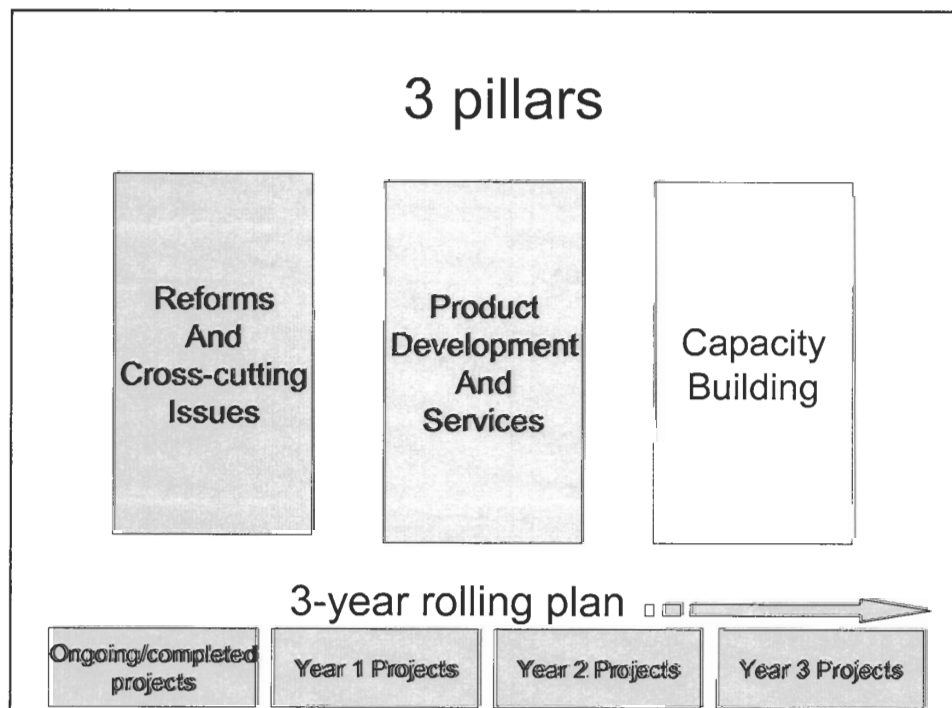 3 pillars
Reforms
And
Cross-cutting
Issues
Product
Development
And
Services
Capacity
Building
3-year rolling plan
Ongoing/completed
projects
Year 1 Projects
Year 2 Projects
Year 3 Projects